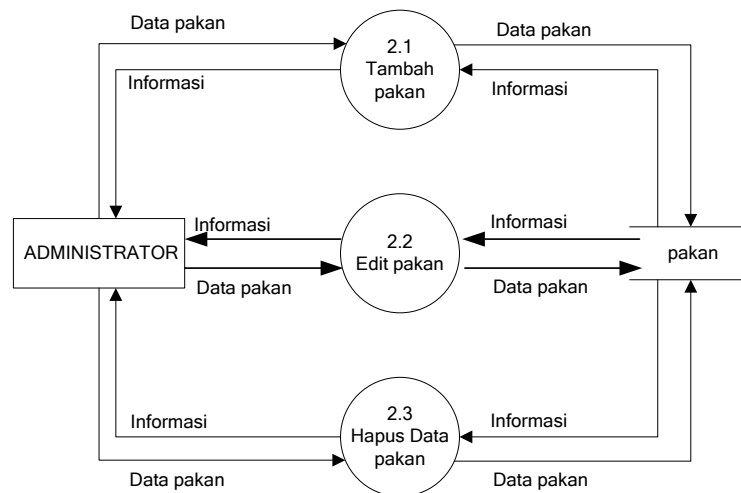 Data pakan
2.1
Tambah
pakan
Data pakan
Informasi
Informasi
ADMINISTRATOR
Informasi
2.2
Edit pakan
Informasi
pakan
Data pakan
Data pakan
Informasi
2.3
Hapus Data
pakan
Informasi
Data pakan
Data pakan